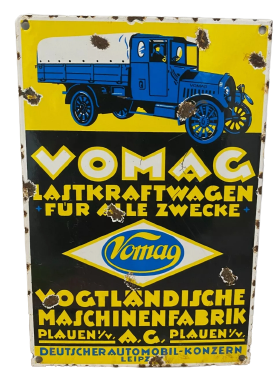 VOMAG
LASTKRAFTWAGEN
FÜR ALLE ZWECKE
Vomag
VOGTLÄNDISCHE
MASCHINENFABRIK
PLAUEN i/v. A.G. PLAUEN i/v.
DEUTSCHER AUTOMOBIL-KONZERN
LEIPZIG